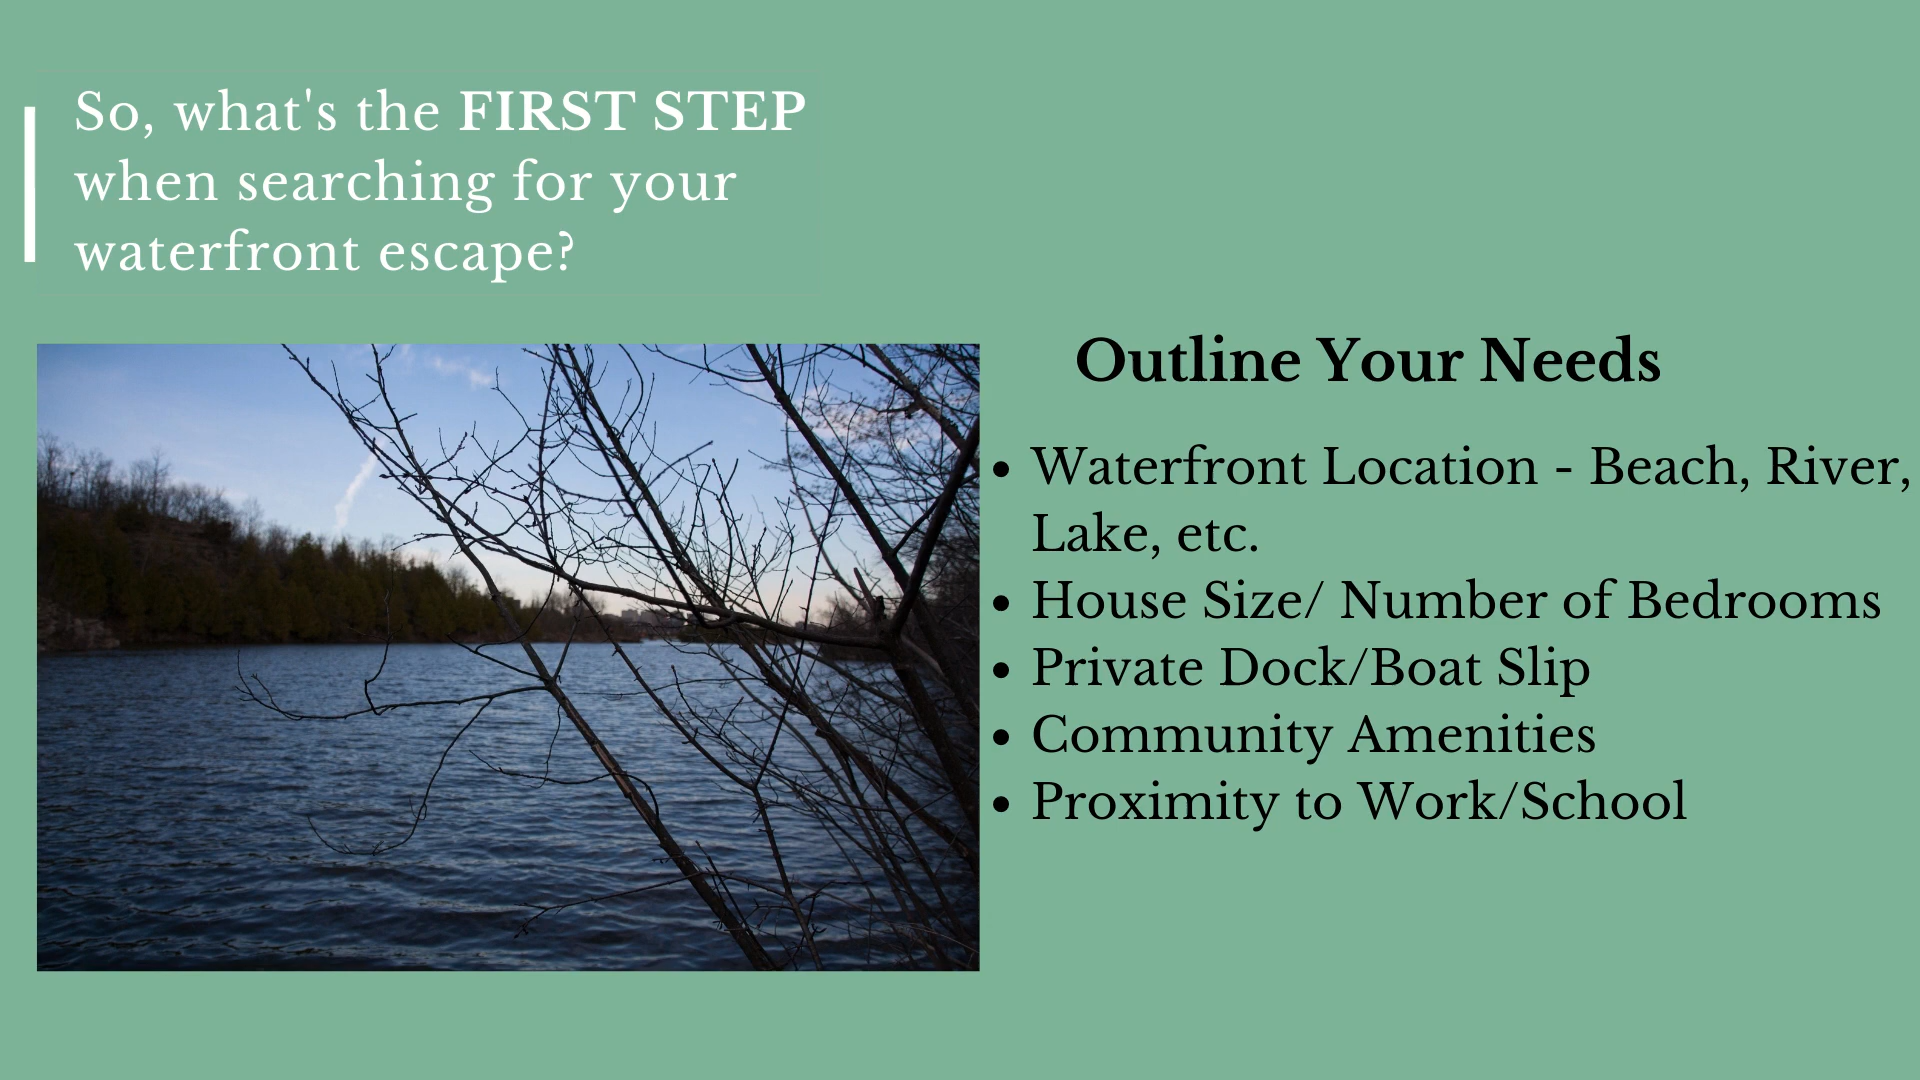 So, what's the FIRST STEP
when searching for your
waterfront escape?
Outline Your Needs
• Waterfront Location - Beach, River,
Lake, etc.
• House Size/ Number of Bedrooms
• Private Dock/Boat Slip
• Community Amenities
• Proximity to Work/School